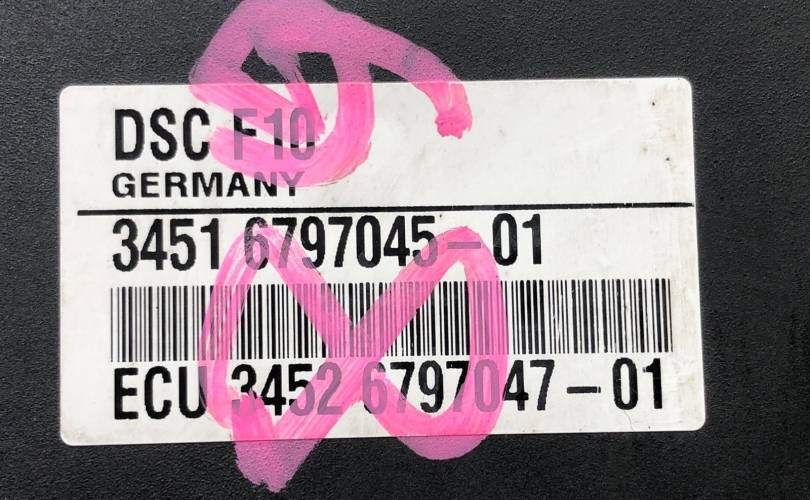 DSC F10
GERMANY
3451 6797045-01
ECU 3452 6797047-01